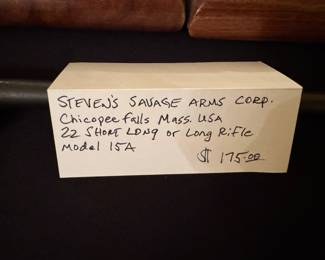 STEVEN'S SAVAGE ARMS CORP.
Chicopee falls Mass. USA
22 SHORT LONG or Long Rifle
Model 15A
$ 175.00